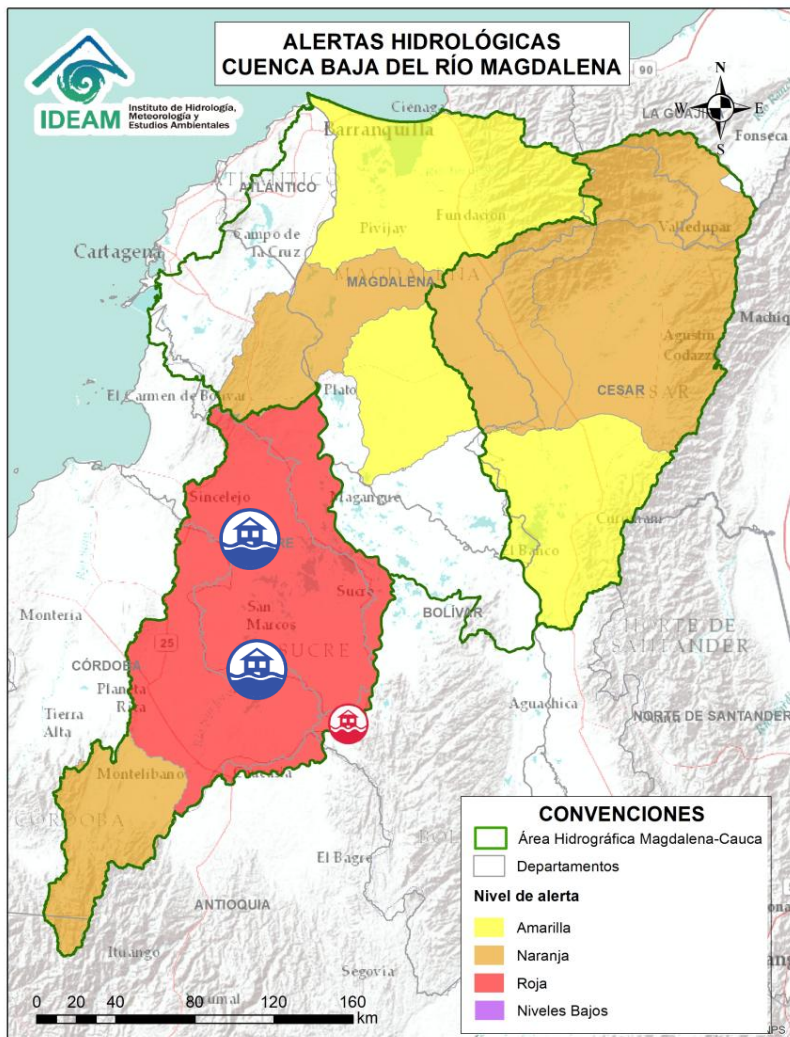 ALERTAS HIDROLÓGICAS
CUENCA BAJA DEL RÍO MAGDALENA
IDEAM
Instituto de Hidrología,
Meteorología y
Estudios Ambientales
N
W
E
S
90
Ciénaga
LA GUAJIRA
Barranquilla
Fonseca
ATLÁNTICO
Fundación
Pivijay
Valledupar
Campo de
la Cruz
Cartagena
MAGDALENA
Agustín
Codazzi
CESAR
El Carmen de Bolívar
Plato
Sincelejo
Magangué
El Banco
Sucre
San
Marcos
BOLÍVAR
SUCRE
Montería
25
CÓRDOBA
Planeta
Rica
NORTE DE
SANTANDER
Tierra
Alta
Aguachica
NORTE DE SANTANDER
Montelíbano
El Bagre
ANTIOQUIA
Ituango
Segovia
0 20 40 80 120 160
km
CONVENCIONES
Área Hidrográfica Magdalena-Cauca
Departamentos
Nivel de alerta
Amarilla
Naranja
Roja
Niveles Bajos